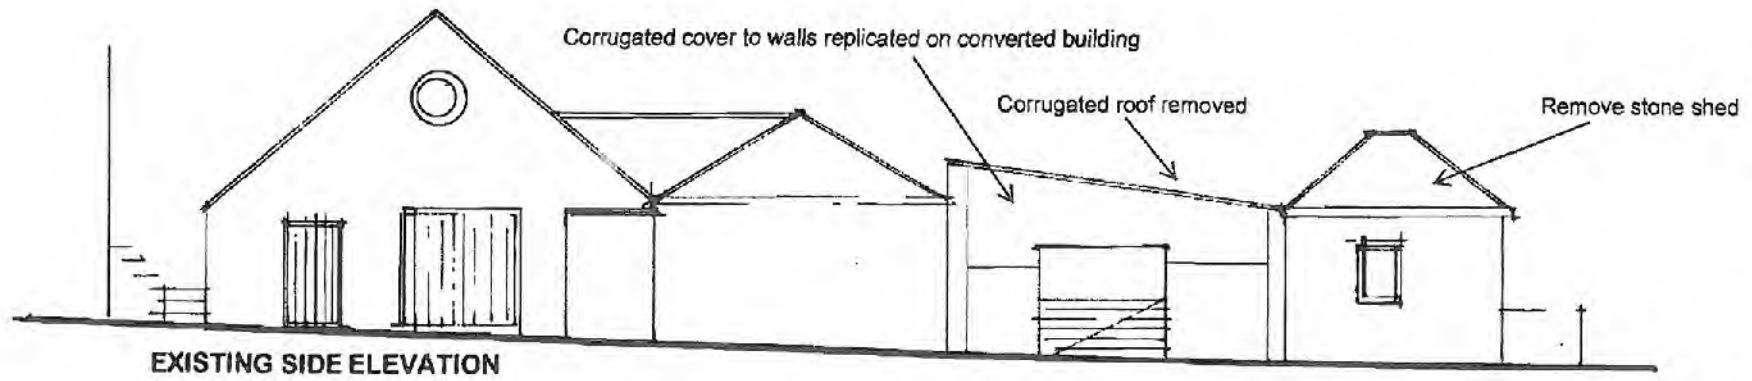 Corrugated cover to walls replicated on converted building
Corrugated roof removed
Remove stone shed
EXISTING SIDE ELEVATION